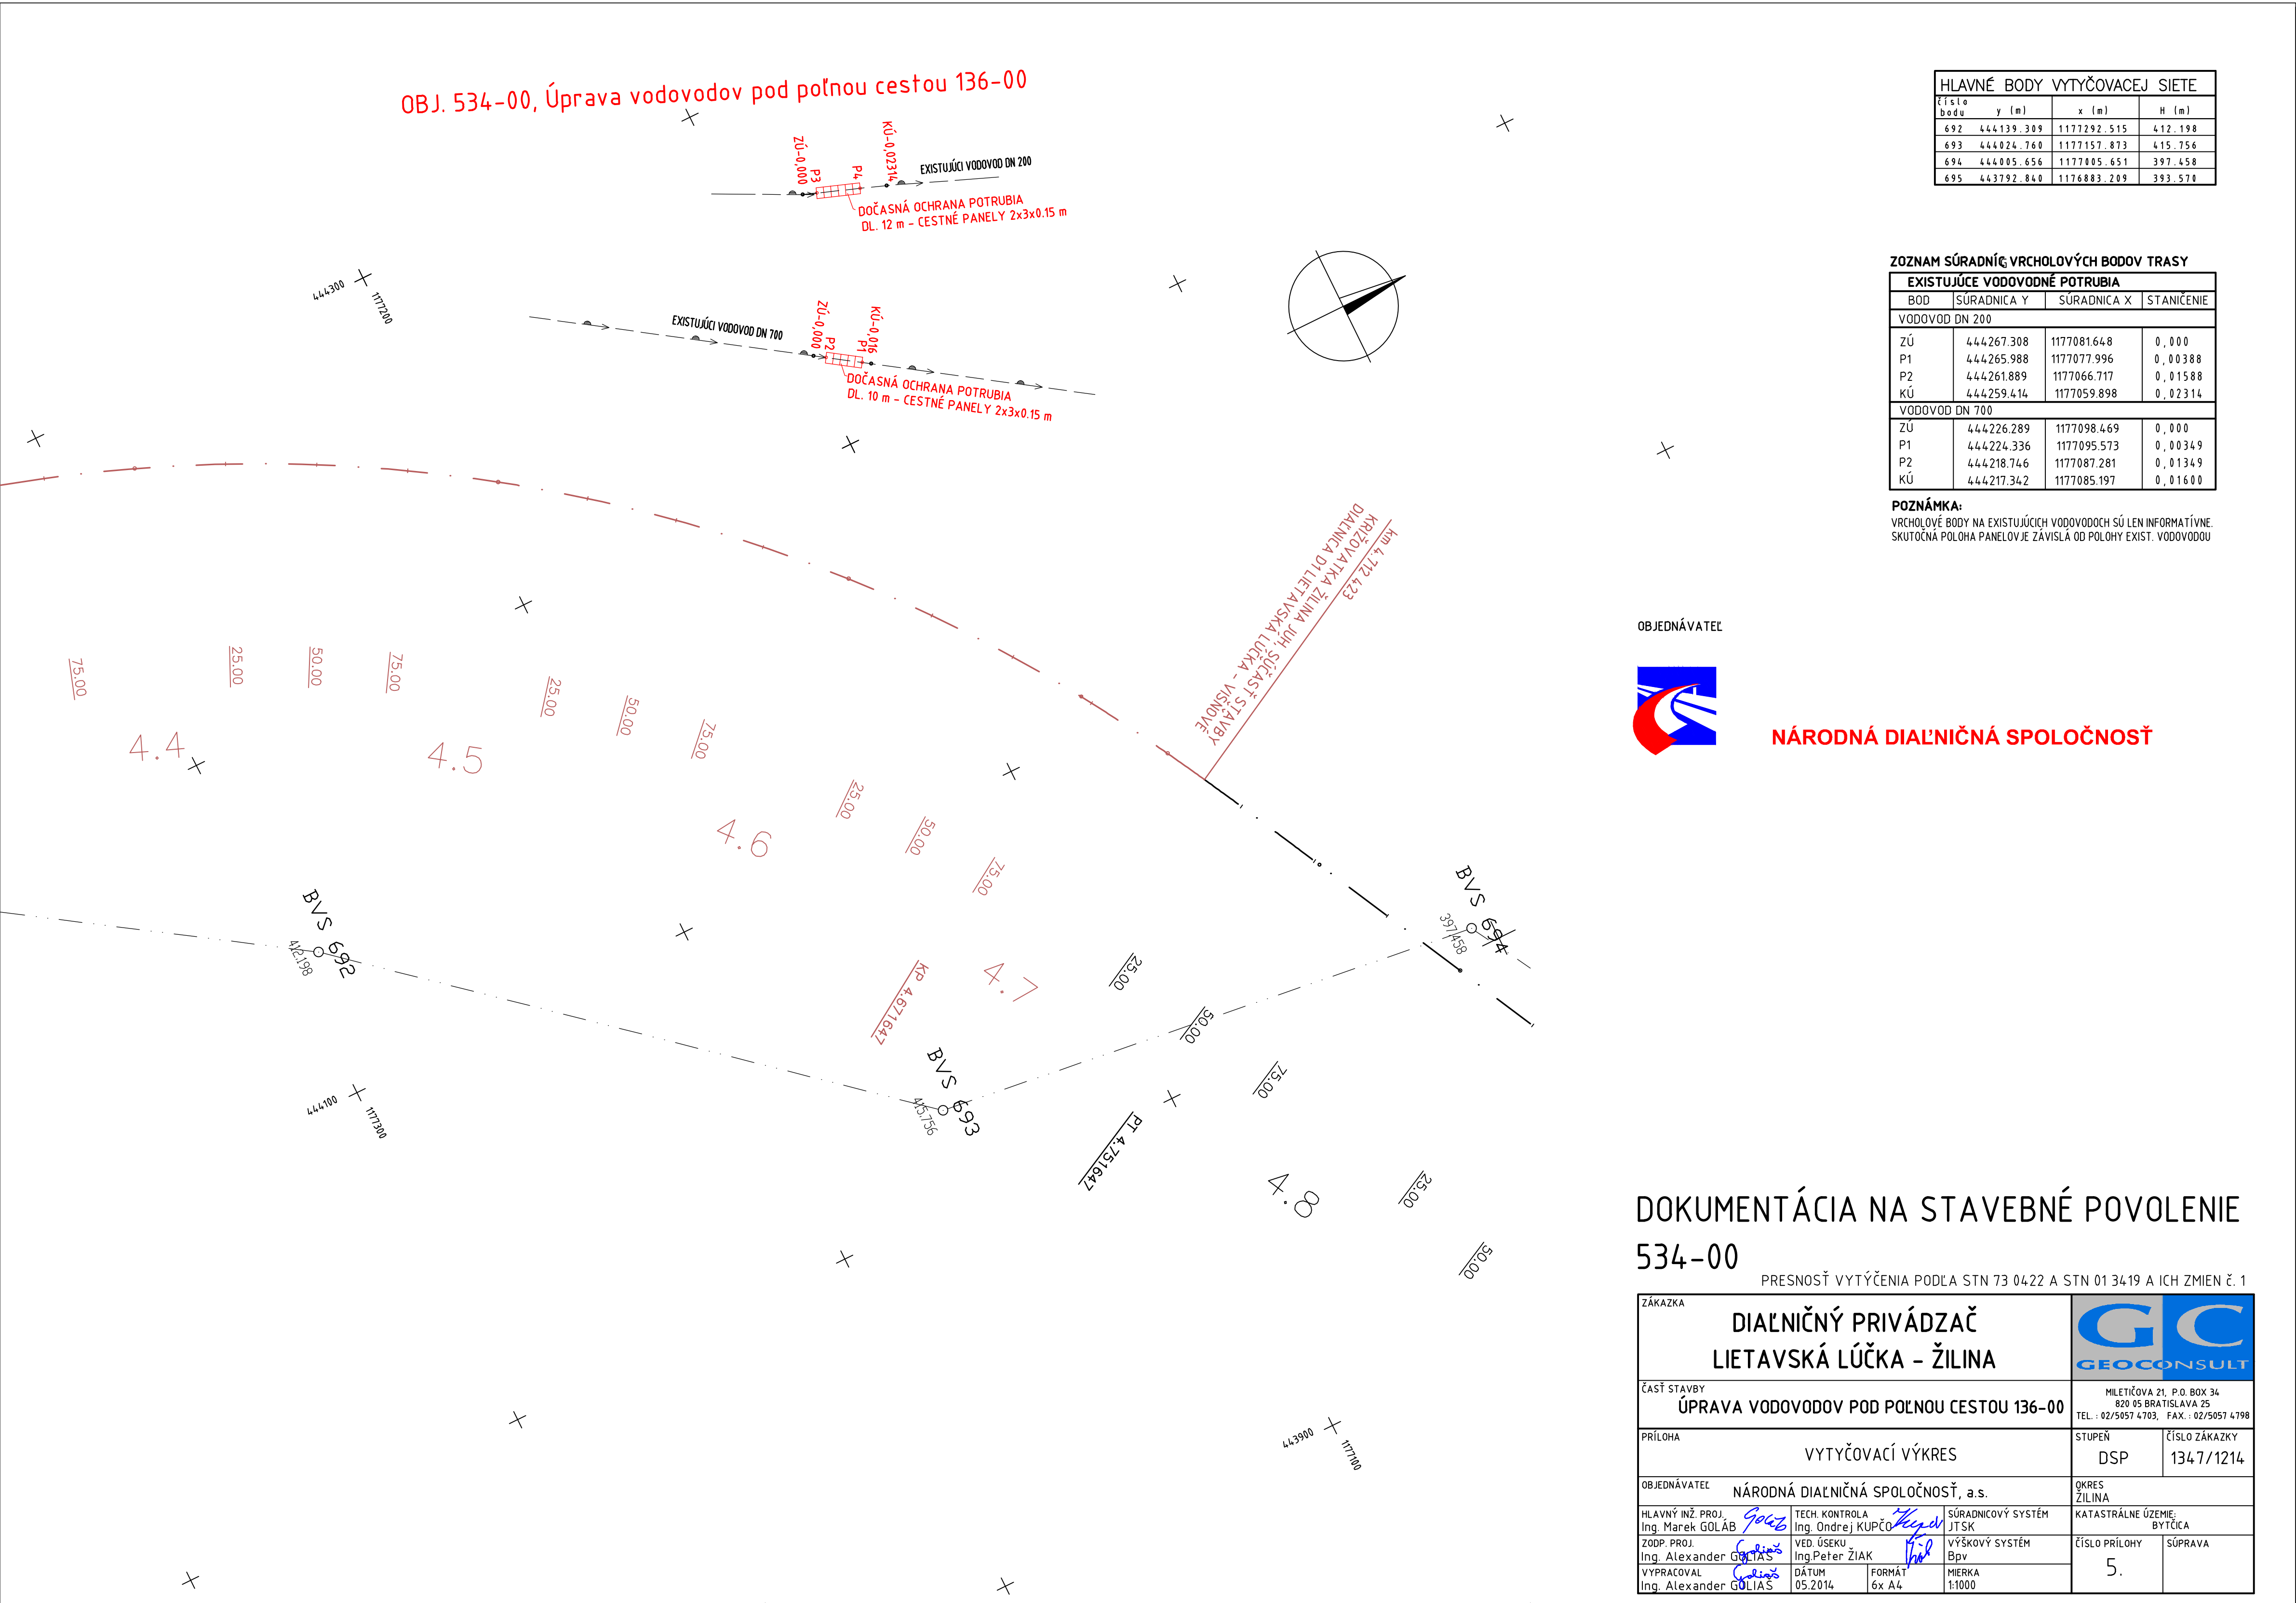 OBJ. 534-00, Úprava vodovodov pod poľnou cestou 136-00
ZÚ-0,000
P3
P4
KÚ-0,02314
EXISTUJÚCI VODOVOD DN 200
DOČASNÁ OCHRANA POTRUBIA
DL. 12 m - CESTNÉ PANELY 2x3x0.15 m
444300
1177200
EXISTUJÚCI VODOVOD DN 700
ZÚ-0,000
P2
P1
KÚ-0,016
DOČASNÁ OCHRANA POTRUBIA
DL. 10 m - CESTNÉ PANELY 2x3x0.15 m
km 4.712 423
KRIŽOVATKA ŽILINA JUH, SÚČASŤ STAVBY
DIAĽNICA D1 LIETAVSKÁ LÚČKA - VIŠŇOVÉ
75.00
25.00
50.00
75.00
25.00
50.00
75.00
25.00
50.00
75.00
4.4
4.5
4.6
4.7
KP 4.671647
BVS 692
412.198
BVS 693
415.756
BVS 694
397.458
25.00
50.00
75.00
PT 4.751647
4.8
25.00
50.00
444100
1177300
443900
1177100
HLAVNÉ BODY VYTYČOVACEJ SIETE
číslo bodu y (m) x (m) H (m)
692 444139.309 1177292.515 412.198
693 444024.760 1177157.873 415.756
694 444005.656 1177005.651 397.458
695 443792.840 1176883.209 393.570
ZOZNAM SÚRADNÍC VRCHOLOVÝCH BODOV TRASY
EXISTUJÚCE VODOVODNÉ POTRUBIA
BOD SÚRADNICA Y SÚRADNICA X STANIČENIE
VODOVOD DN 200
ZÚ 444267.308 1177081.648 0,000
P1 444265.988 1177077.996 0,00388
P2 444261.889 1177066.717 0,01588
KÚ 444259.414 1177059.898 0,02314
VODOVOD DN 700
ZÚ 444226.289 1177098.469 0,000
P1 444224.336 1177095.573 0,00349
P2 444218.746 1177087.281 0,01349
KÚ 444217.342 1177085.197 0,01600
POZNÁMKA:
VRCHOLOVÉ BODY NA EXISTUJÚCICH VODOVODOCH SÚ LEN INFORMATÍVNE.
SKUTOČNÁ POLOHA PANELOV JE ZÁVISLÁ OD POLOHY EXIST. VODOVODOU
OBJEDNÁVATEĽ
NÁRODNÁ DIAĽNIČNÁ SPOLOČNOSŤ
DOKUMENTÁCIA NA STAVEBNÉ POVOLENIE
534-00
PRESNOSŤ VYTÝČENIA PODĽA STN 73 0422 A STN 01 3419 A ICH ZMIEN č. 1
ZÁKAZKA
DIAĽNIČNÝ PRIVÁDZAČ
LIETAVSKÁ LÚČKA - ŽILINA
GC
GEOCONSULT
ČASŤ STAVBY
ÚPRAVA VODOVODOV POD POĽNOU CESTOU 136-00
MILETIČOVA 21, P.O. BOX 34
820 05 BRATISLAVA 25
TEL. : 02/5057 4703, FAX. : 02/5057 4798
PRÍLOHA
VYTYČOVACÍ VÝKRES
STUPEŇ
DSP
ČÍSLO ZÁKAZKY
1347/1214
OBJEDNÁVATEĽ
NÁRODNÁ DIAĽNIČNÁ SPOLOČNOSŤ, a.s.
OKRES
ŽILINA
HLAVNÝ INŽ. PROJ.
Ing. Marek GOLÁB
TECH. KONTROLA
Ing. Ondrej KUPČO
SÚRADNICOVÝ SYSTÉM
JTSK
KATASTRÁLNE ÚZEMIE:
BYTČICA
ZODP. PROJ.
Ing. Alexander GOLIAŠ
VED. ÚSEKU
Ing.Peter ŽIAK
VÝŠKOVÝ SYSTÉM
Bpv
ČÍSLO PRÍLOHY
5.
SÚPRAVA
VYPRACOVAL
Ing. Alexander GOLIAŠ
DÁTUM
05.2014
FORMÁT
6x A4
MIERKA
1:1000